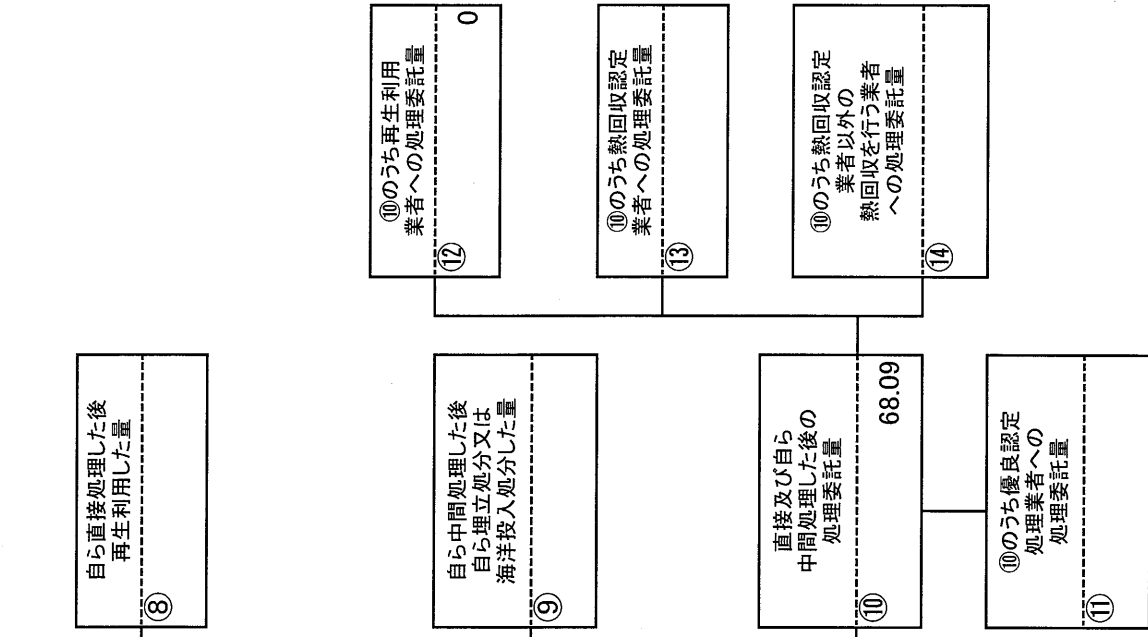 自ら直接処理した後
再生利用した量
⑧
自ら中間処理した後
自ら埋立処分又は
海洋投入処分した量
⑨
直接及び自ら
中間処理した後の
処理委託量
⑩
68.09
⑩のうち優良認定
処理業者への
処理委託量
⑪
⑩のうち再生利用
業者への処理委託量
⑫
0
⑩のうち熱回収認定
業者への処理委託量
⑬
⑩のうち熱回収認定
業者以外の
熱回収を行う業者
への処理委託量
⑭